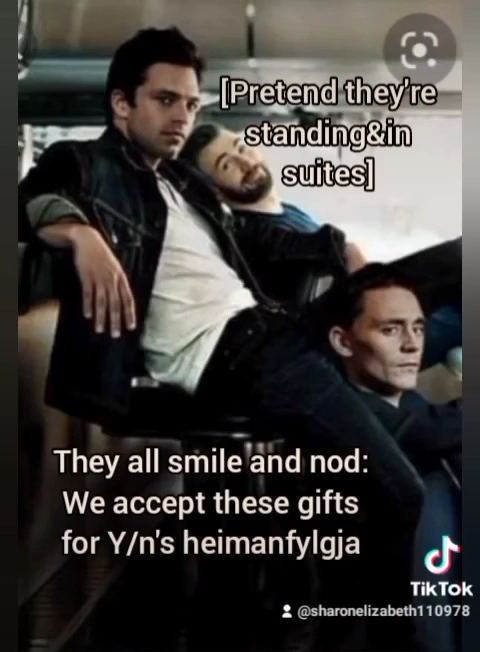 [Pretend they're
standing&in
suites]
They all smile and nod:
We accept these gifts
for Y/n's heimanfylgja
TikTok
@sharonelizabeth110978